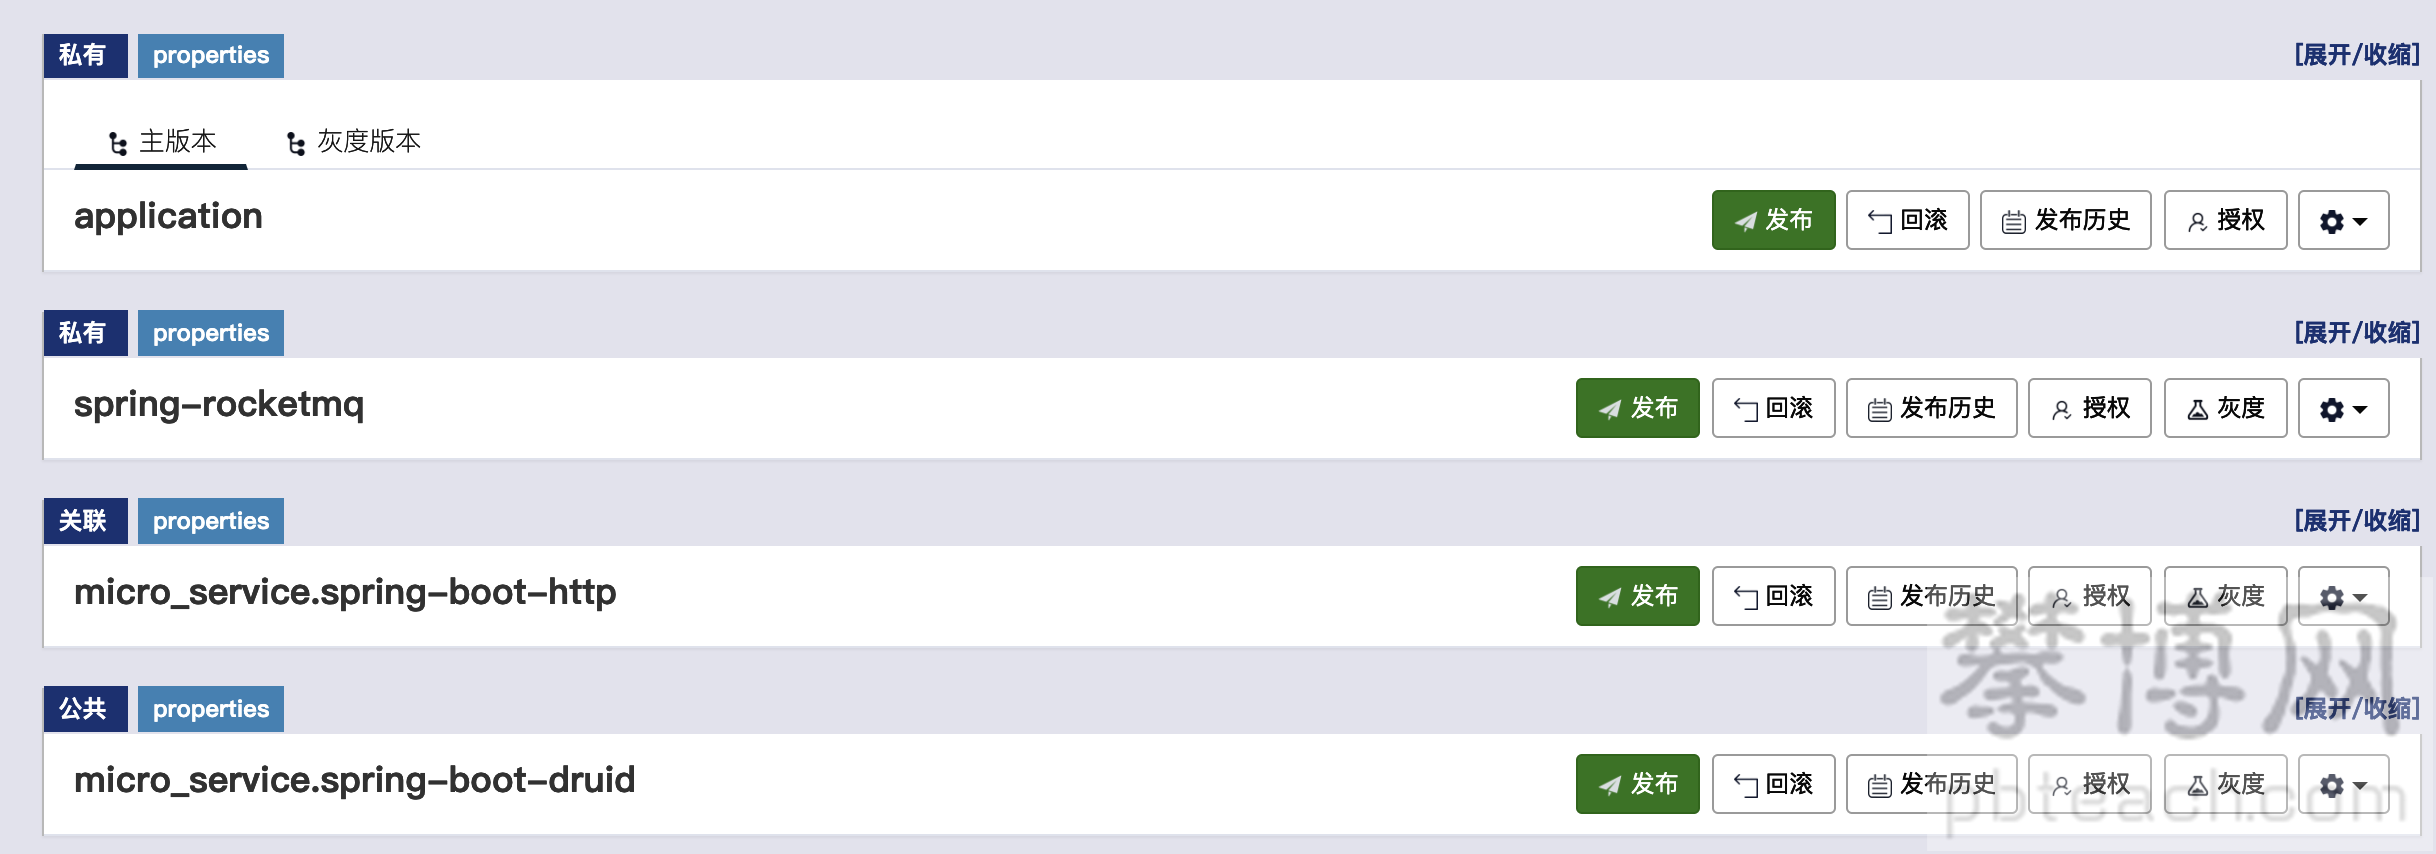 私有 properties [展开/收缩]
主版本 灰度版本
application 发布 回滚 发布历史 授权
私有 properties [展开/收缩]
spring-rocketmq 发布 回滚 发布历史 授权 灰度
关联 properties [展开/收缩]
micro_service.spring-boot-http 发布 回滚 发布历史 授权 灰度
攀博网
公共 properties [展开/收缩]
micro_service.spring-boot-druid 发布 回滚 发布历史 授权 灰度
pbteach.com